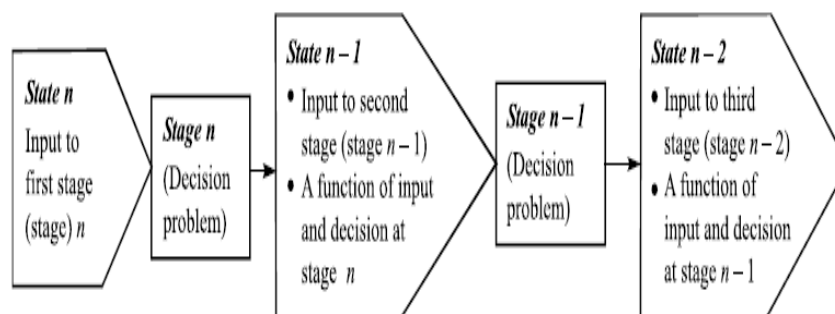 State n
Input to
first stage
(stage) n
Stage n
(Decision
problem)
State n – 1
• Input to second
stage (stage n – 1)
• A function of input
and decision at
stage n
Stage n – 1
(Decision
problem)
State n – 2
• Input to third
stage (stage n – 2)
• A function of
input and decision
at stage n – 1